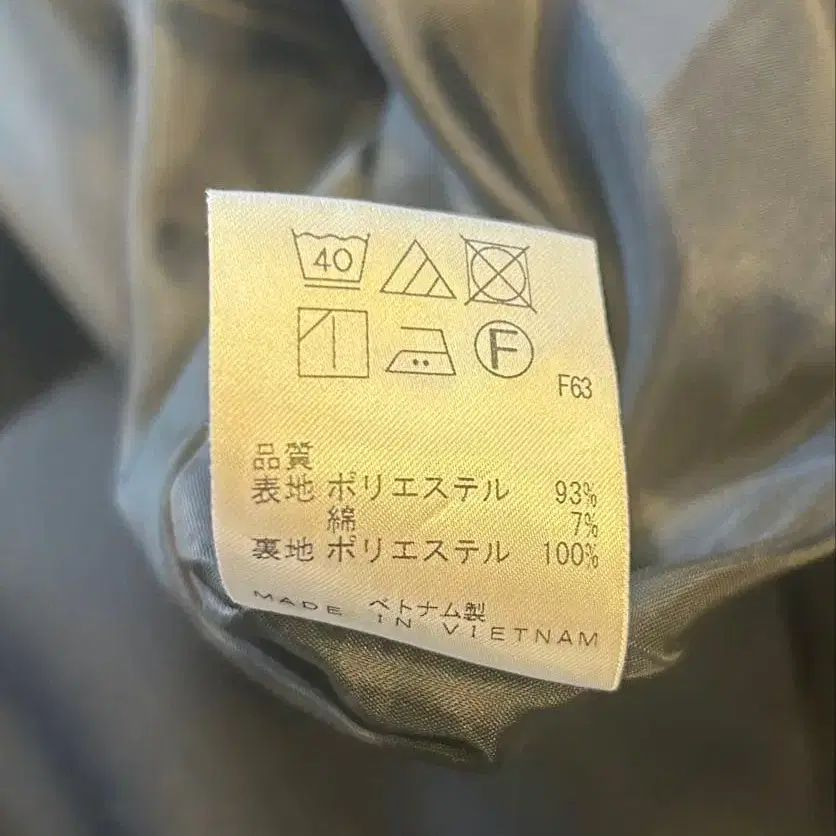 40
F
F63
品質
表地 ポリエステル 93%
綿 7%
裏地 ポリエステル 100%
ベトナム製
MADE IN VIETNAM